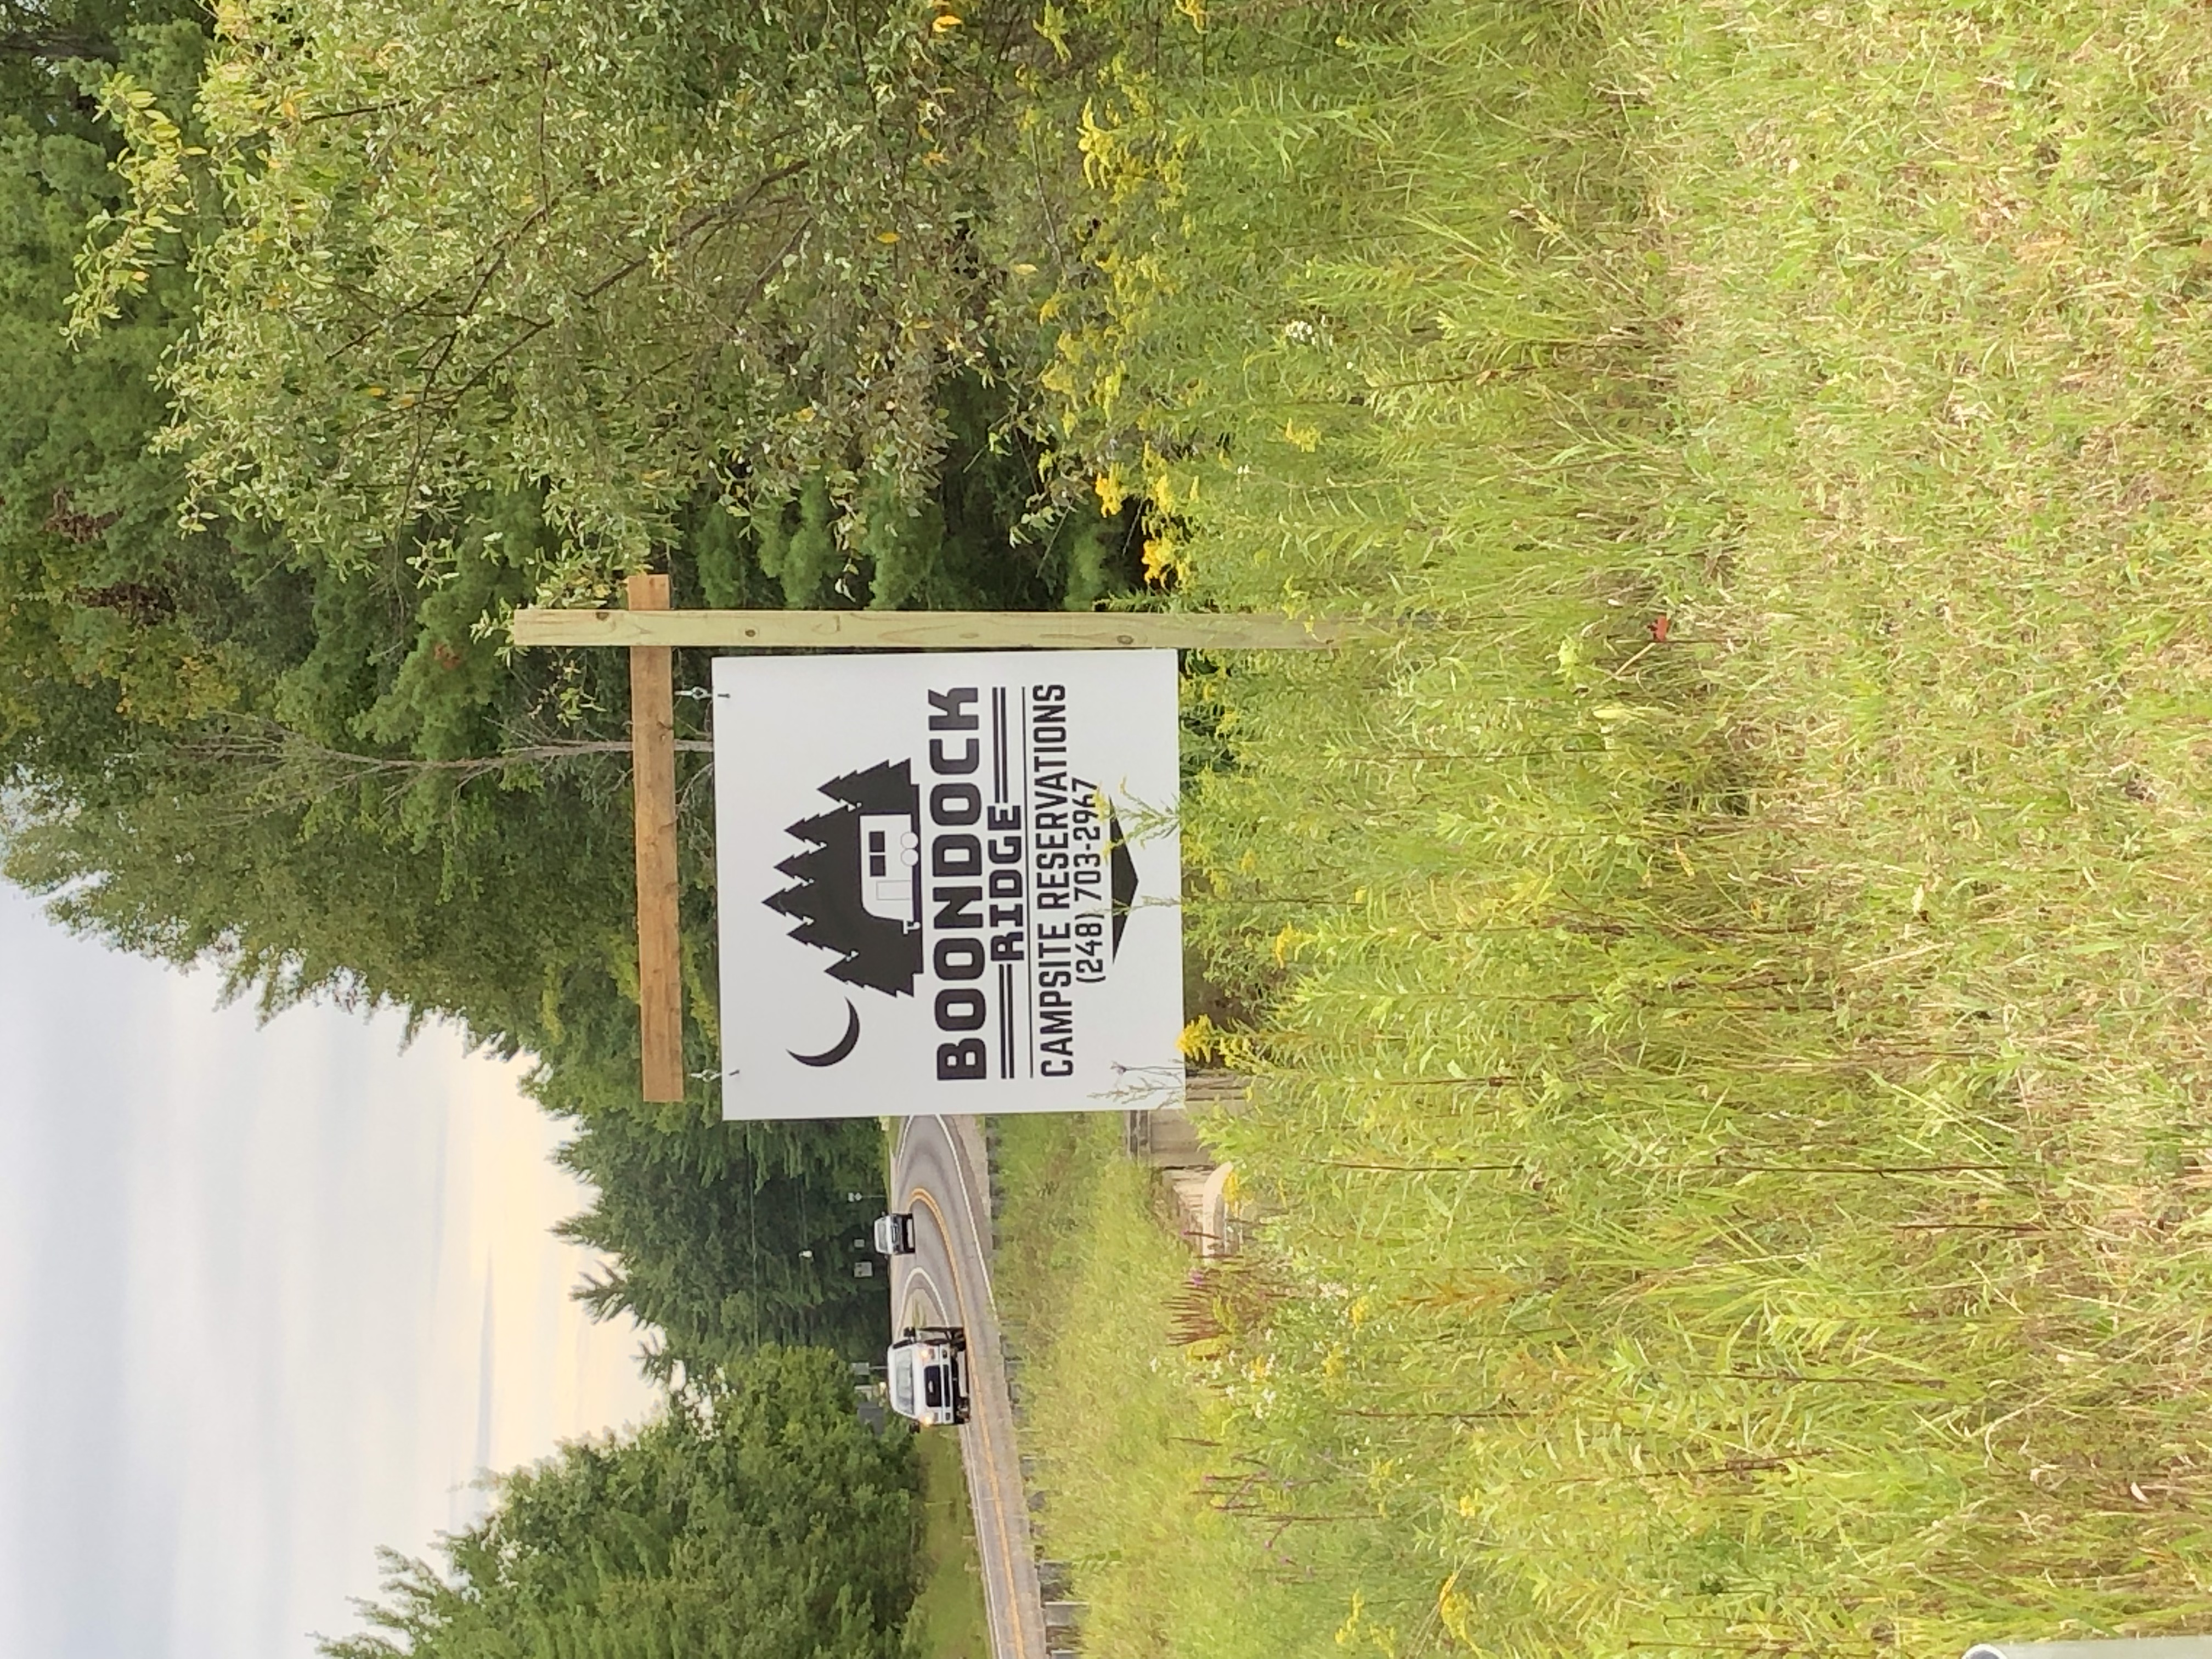 BOONDOCK
RIDGE
CAMPSITE RESERVATIONS
(248) 703-2967